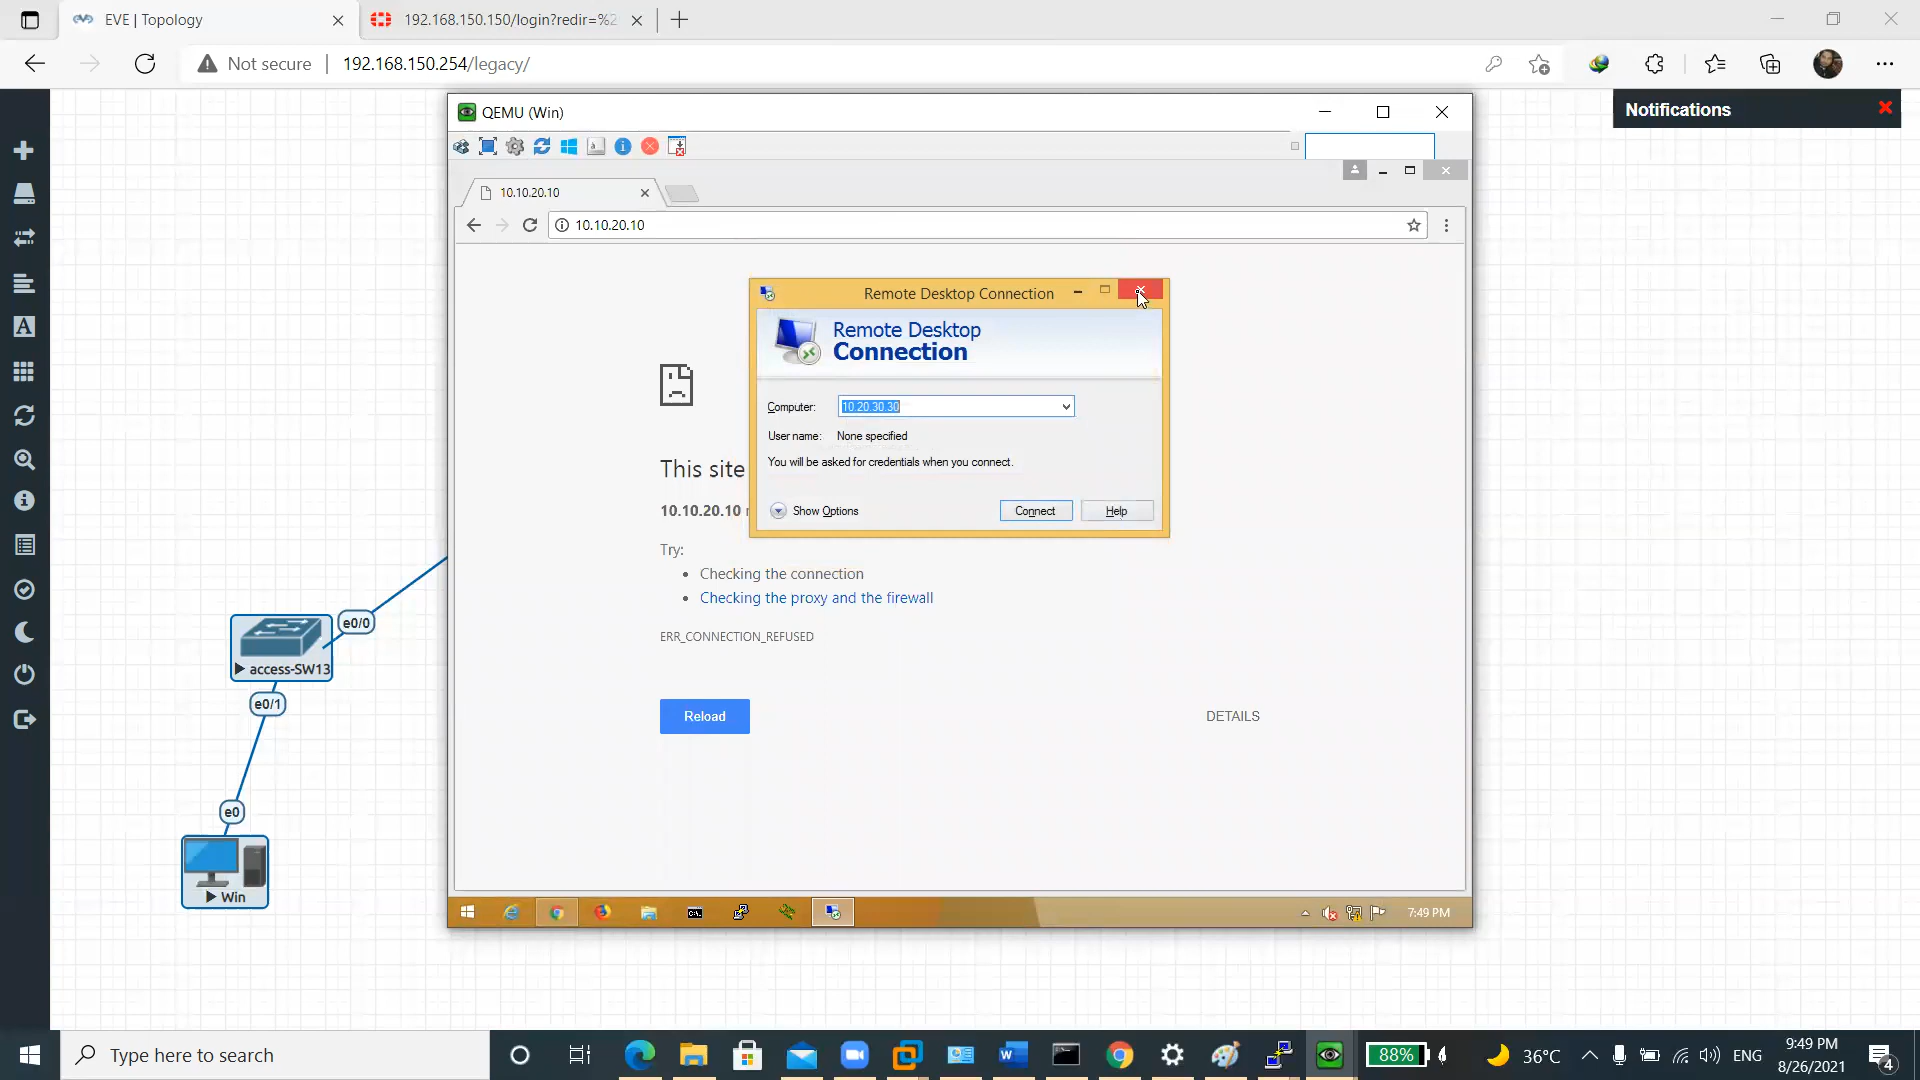 EVE | Topology
192.168.150.150/login?redir=%2
Not secure
192.168.150.254/legacy/
Notifications
QEMU (Win)
10.10.20.10
10.10.20.10
Remote Desktop Connection
Remote Desktop
Connection
Computer:
10.20.30.30
User name:
None specified
You will be asked for credentials when you connect.
Show Options
Connect
Help
This site
10.10.20.10
Try:
Checking the connection
Checking the proxy and the firewall
ERR_CONNECTION_REFUSED
Reload
DETAILS
e0/0
access-SW13
e0/1
e0
Win
7:49 PM
Type here to search
88%
36°C
ENG
9:49 PM
8/26/2021
4